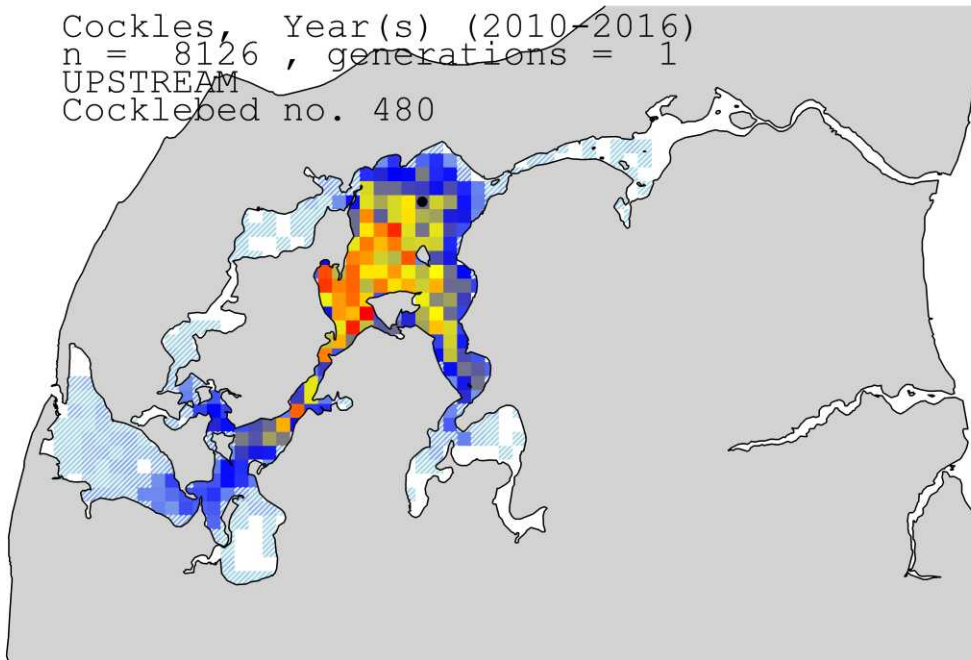 Cockles, Year(s) (2010-2016)
n = 8126 , generations = 1
UPSTREAM
Cocklebed no. 480